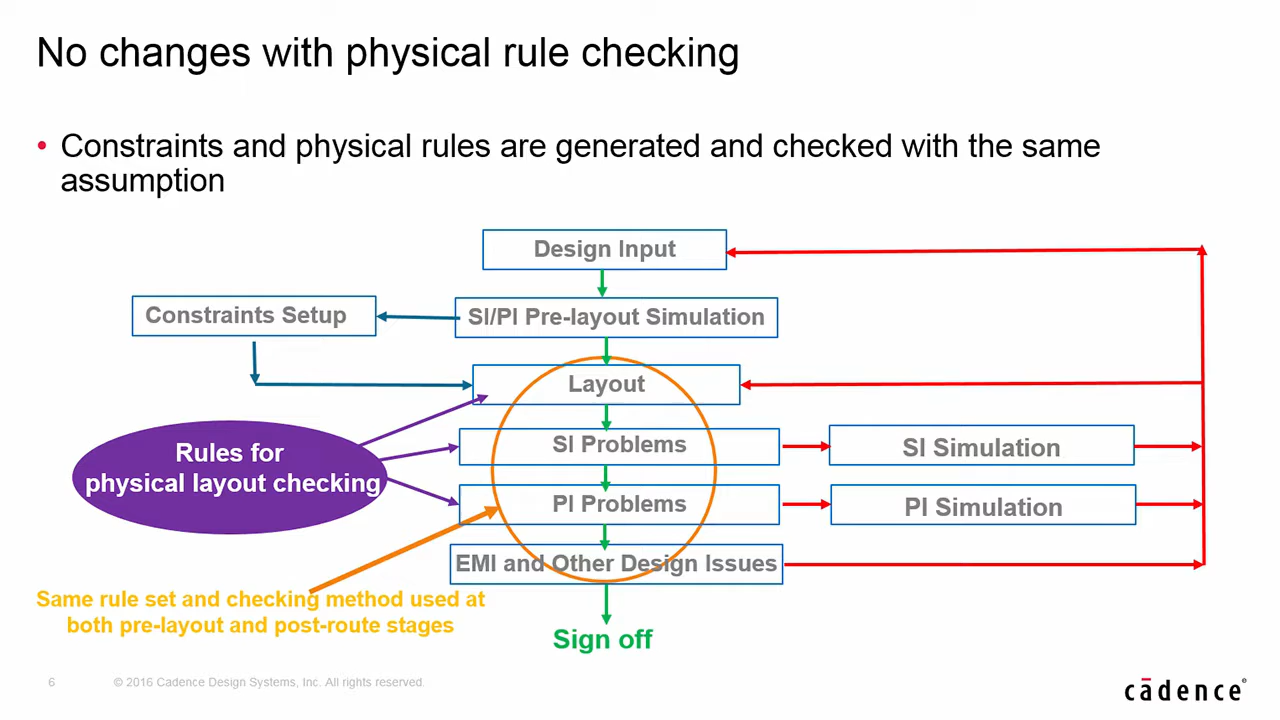 No changes with physical rule checking
• Constraints and physical rules are generated and checked with the same
assumption
Design Input
Constraints Setup
SI/PI Pre-layout Simulation
Layout
Rules for
physical layout checking
SI Problems
SI Simulation
PI Problems
PI Simulation
EMI and Other Design Issues
Same rule set and checking method used at
both pre-layout and post-route stages
Sign off
6
© 2016 Cadence Design Systems, Inc. All rights reserved.
cādence®